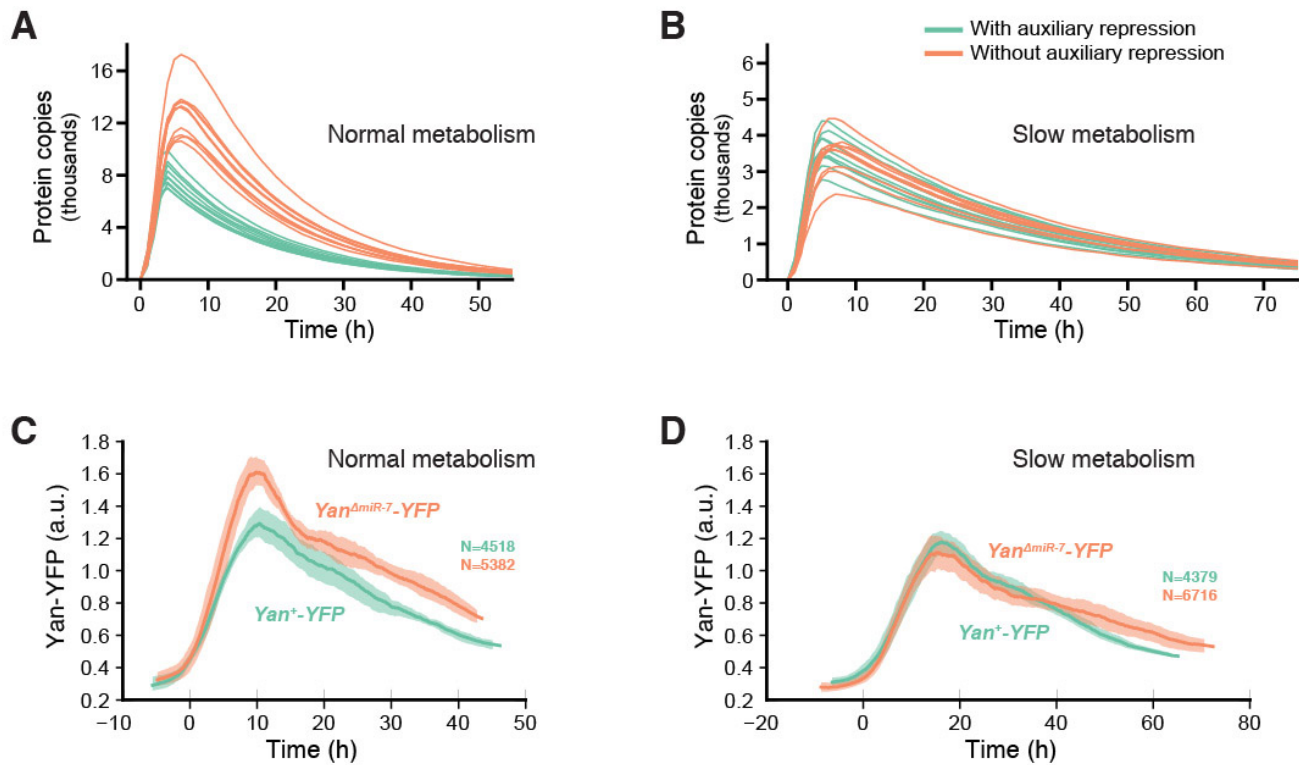 A
Protein copies
(thousands)
16
12
8
4
0
Normal metabolism
0
10
20
30
40
50
Time (h)
B
With auxiliary repression
Without auxiliary repression
Protein copies
(thousands)
6
5
4
3
2
1
0
Slow metabolism
0
10
20
30
40
50
60
70
Time (h)
C
Yan-YFP (a.u.)
1.8
1.6
1.4
1.2
1.0
0.8
0.6
0.4
0.2
Normal metabolism
Yan^ΔmiR-7-YFP
N=4518
N=5382
Yan⁺-YFP
−10
0
10
20
30
40
50
Time (h)
D
Yan-YFP (a.u.)
1.8
1.6
1.4
1.2
1.0
0.8
0.6
0.4
0.2
Slow metabolism
Yan^ΔmiR-7-YFP
N=4379
N=6716
Yan⁺-YFP
−20
0
20
40
60
80
Time (h)